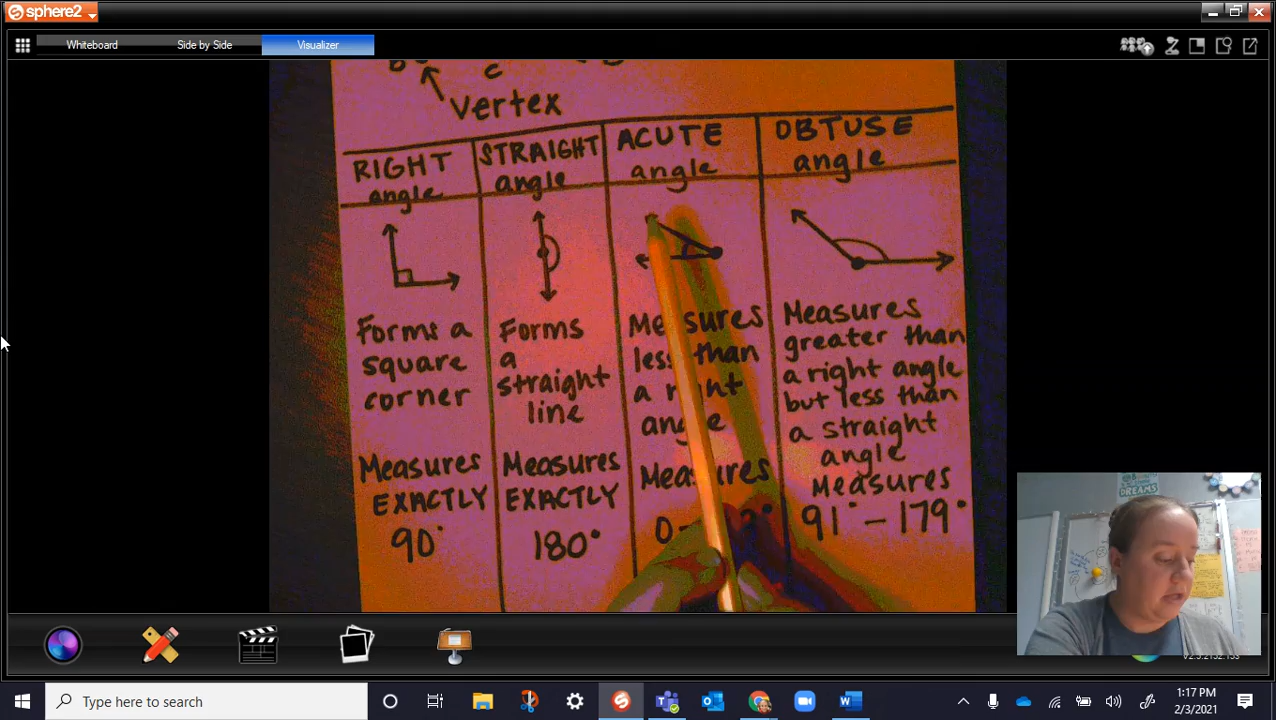 sphere2
Whiteboard Side by Side Visualizer
c
Vertex
RIGHT angle
STRAIGHT angle
ACUTE angle
OBTUSE angle
Forms a
square
corner
Measures
EXACTLY
90°
Forms
a
straight
line
Measures
EXACTLY
180°
Measures
less than
a right
angle
Measures
0-
Measures
greater than
a right angle
but less than
a straight
angle
Measures
91°-179°
DREAMS
Type here to search
1:17 PM
2/3/2021